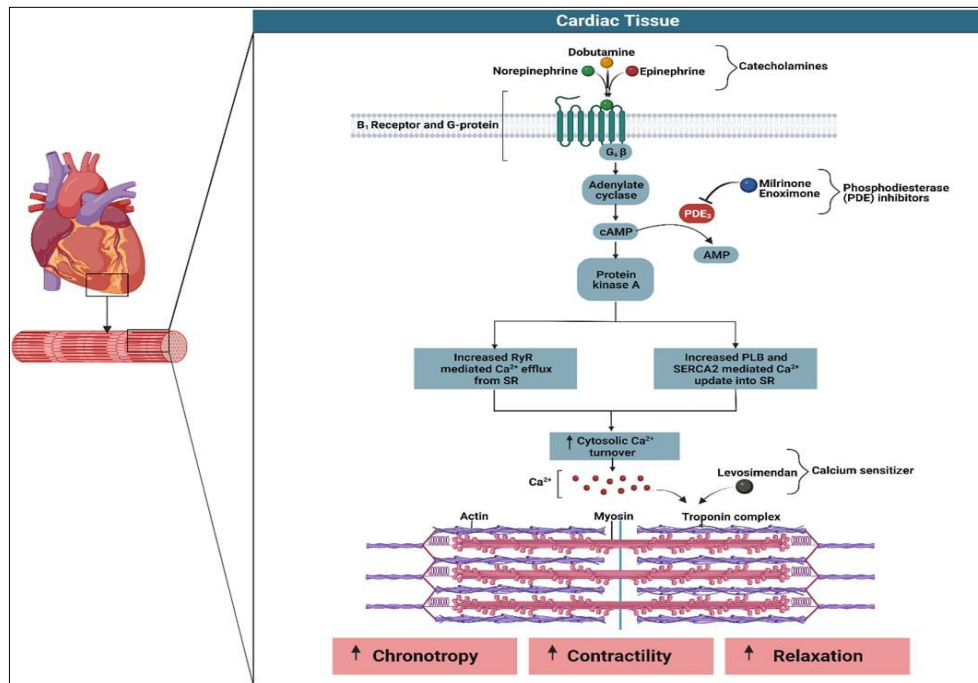 Cardiac Tissue
Dobutamine
Norepinephrine
Epinephrine
Catecholamines
B₁ Receptor and G-protein
Gₛ β
Adenylate
cyclase
Milrinone
Enoximone
Phosphodiesterase
(PDE) inhibitors
PDE₃
cAMP
AMP
Protein
kinase A
Increased RyR
mediated Ca²⁺ efflux
from SR
Increased PLB and
SERCA2 mediated Ca²⁺
update into SR
↑ Cytosolic Ca²⁺
turnover
Ca²⁺
Levosimendan
Calcium sensitizer
Actin
Myosin
Troponin complex
↑ Chronotropy
↑ Contractility
↑ Relaxation